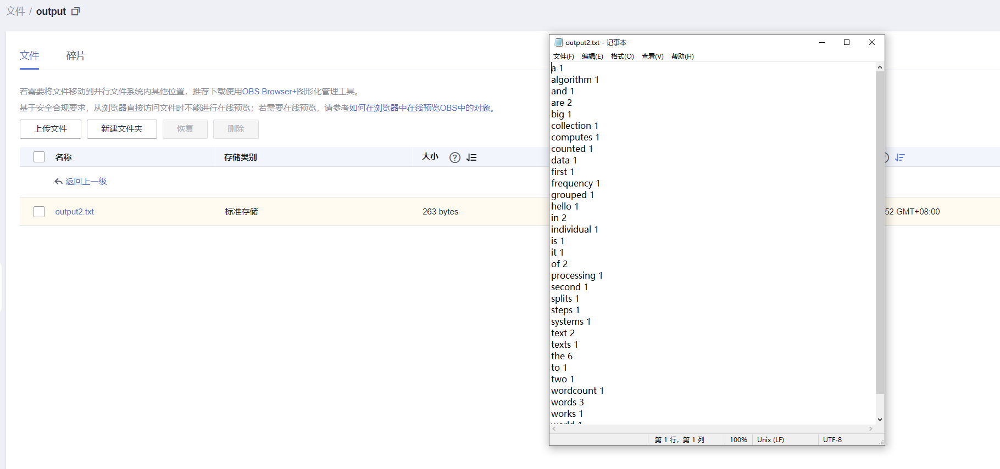 文件 / output
文件 碎片
若需要将文件移动到并行文件系统内其他位置，推荐下载使用OBS Browser+图形化管理工具。
基于安全合规要求，从浏览器直接访问文件时不能进行在线预览；若需要在线预览，请参考如何在浏览器中在线预览OBS中的对象。
上传文件 新建文件夹 恢复 删除
名称 存储类别 大小
返回上一级
output2.txt 标准存储 263 bytes 52 GMT+08:00
output2.txt - 记事本
文件(F) 编辑(E) 格式(O) 查看(V) 帮助(H)
a 1
algorithm 1
and 1
are 2
big 1
collection 1
computes 1
counted 1
data 1
first 1
frequency 1
grouped 1
hello 1
in 2
individual 1
is 1
it 1
of 2
processing 1
second 1
splits 1
steps 1
systems 1
text 2
texts 1
the 6
to 1
two 1
wordcount 1
words 3
works 1
第 1 行，第 1 列 100% Unix (LF) UTF-8